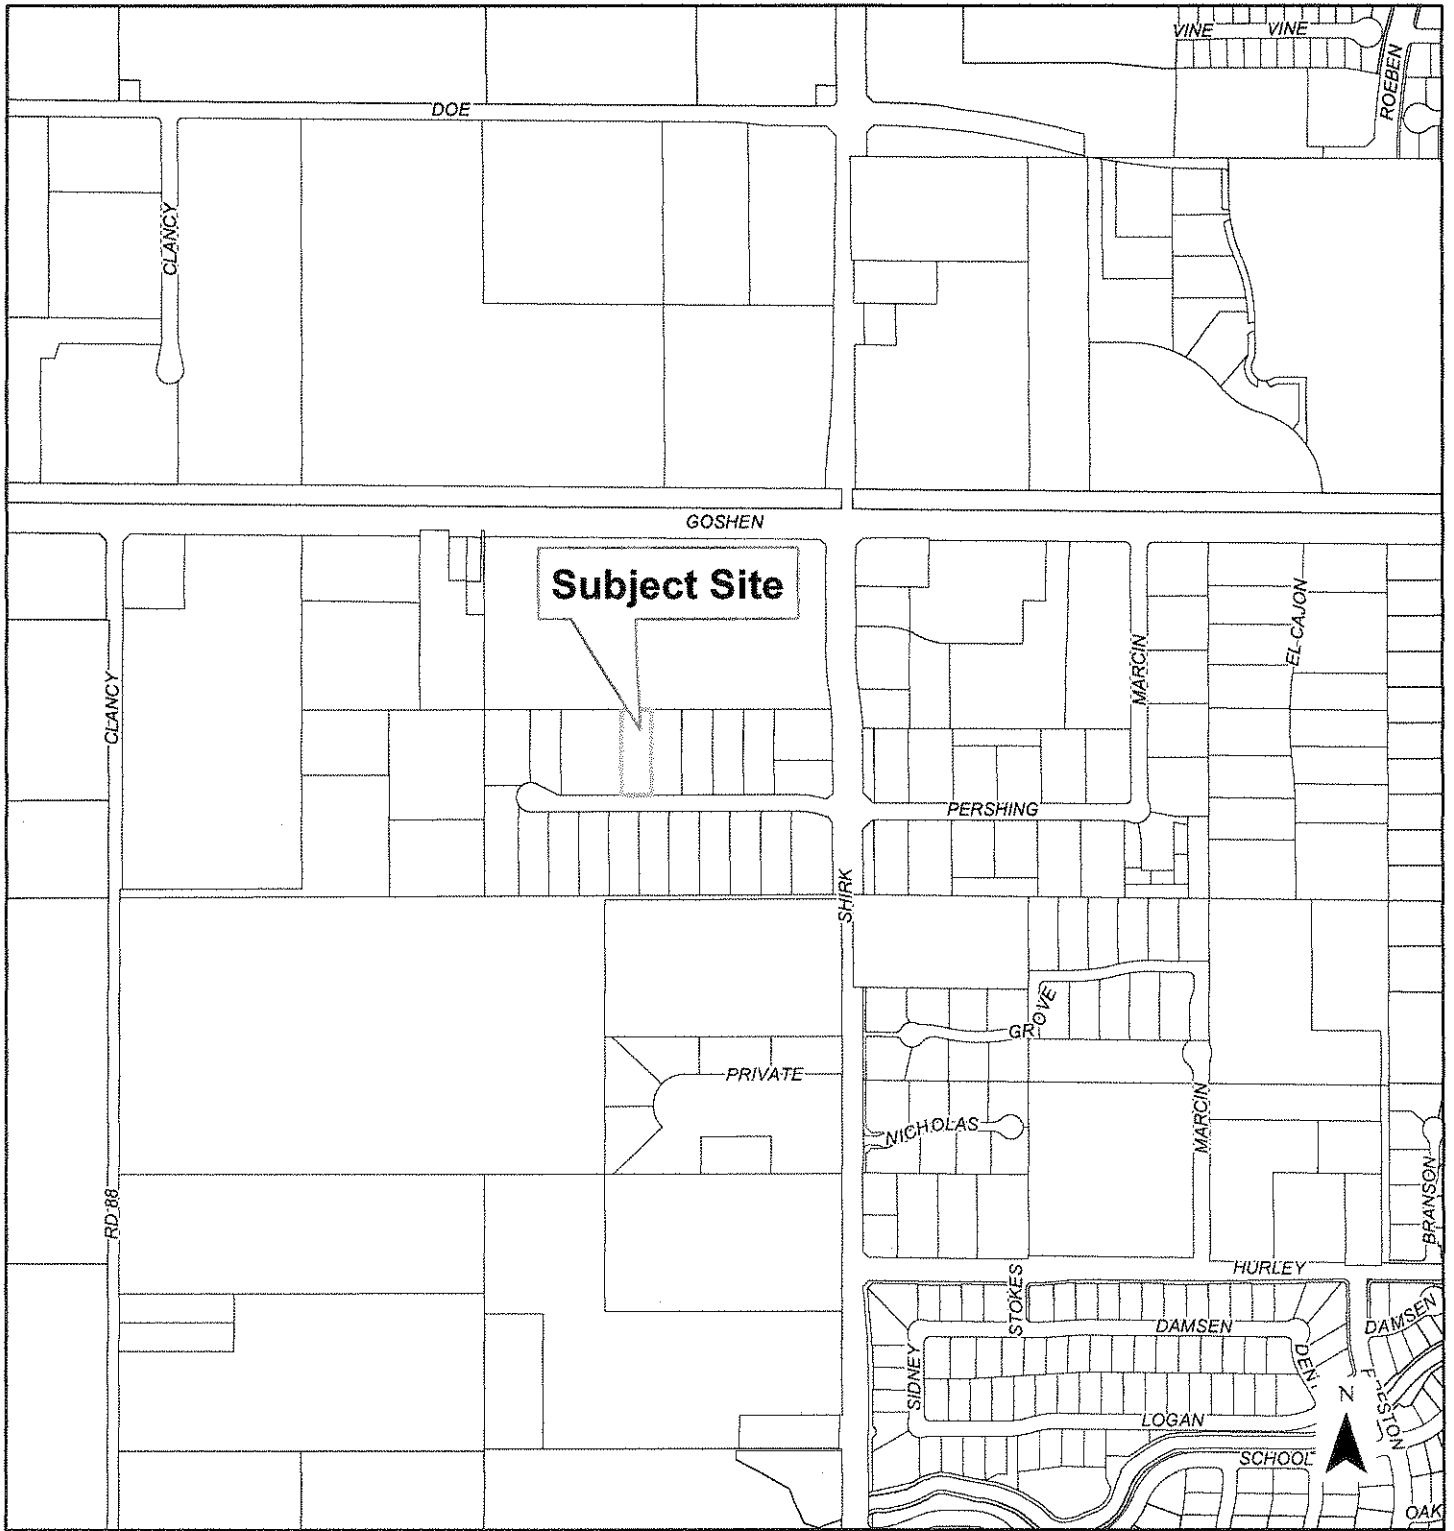 VINE VINE
ROEBEN
DOE
CLANCY
GOSHEN
Subject Site
EL CAJON
MARCIN
CLANCY
PERSHING
SHIRK
GROVE
PRIVATE
NICHOLAS
MARCIN
BRANSON
RD 88
HURLEY
STOKES
DAMSEN
DAMSEN
SIDNEY
N
LOGAN
SCHOOL
OAK